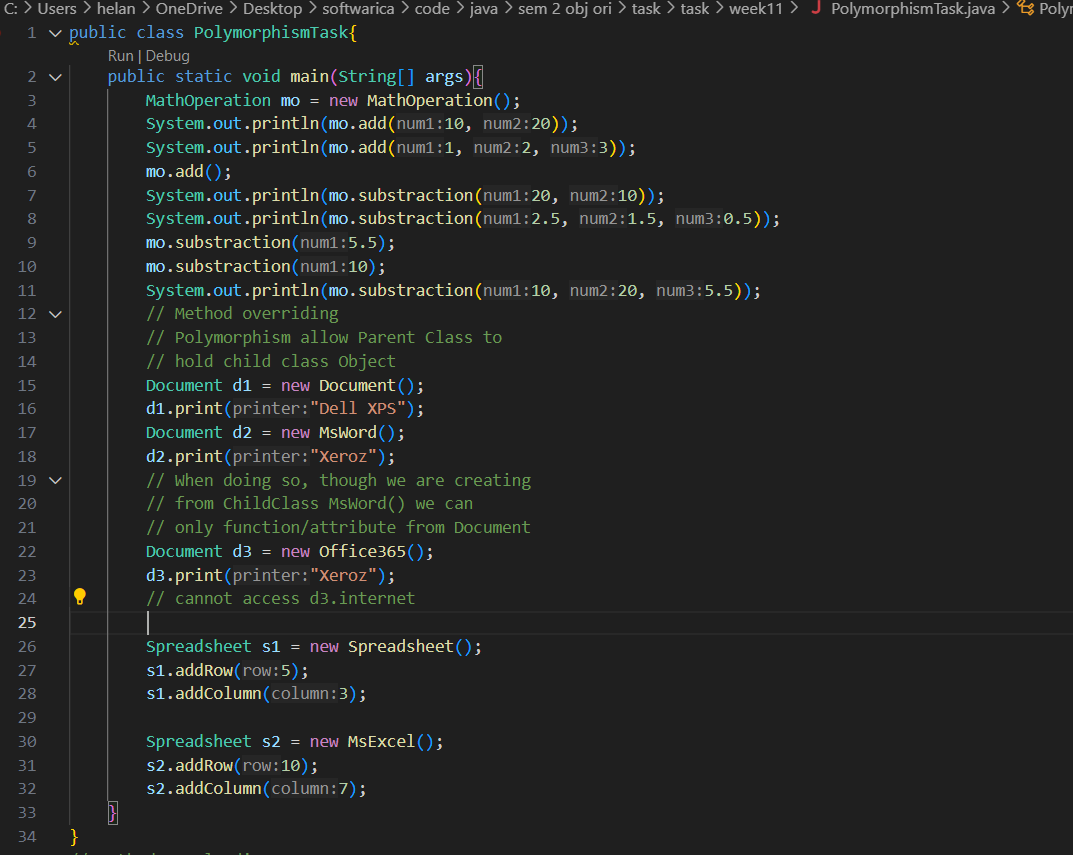 C: > Users > helan > OneDrive > Desktop > softwarica > code > java > sem 2 obj ori > task > task > week11 > J PolymorphismTask.java > Polyn
1 public class PolymorphismTask{
Run | Debug
2 public static void main(String[] args){
3 MathOperation mo = new MathOperation();
4 System.out.println(mo.add(num1:10, num2:20));
5 System.out.println(mo.add(num1:1, num2:2, num3:3));
6 mo.add();
7 System.out.println(mo.substraction(num1:20, num2:10));
8 System.out.println(mo.substraction(num1:2.5, num2:1.5, num3:0.5));
9 mo.substraction(num1:5.5);
10 mo.substraction(num1:10);
11 System.out.println(mo.substraction(num1:10, num2:20, num3:5.5));
12 // Method overriding
13 // Polymorphism allow Parent Class to
14 // hold child class Object
15 Document d1 = new Document();
16 d1.print(printer:"Dell XPS");
17 Document d2 = new MsWord();
18 d2.print(printer:"Xeroz");
19 // When doing so, though we are creating
20 // from ChildClass MsWord() we can
21 // only function/attribute from Document
22 Document d3 = new Office365();
23 d3.print(printer:"Xeroz");
24 // cannot access d3.internet
25
26 Spreadsheet s1 = new Spreadsheet();
27 s1.addRow(row:5);
28 s1.addColumn(column:3);
29
30 Spreadsheet s2 = new MsExcel();
31 s2.addRow(row:10);
32 s2.addColumn(column:7);
33 }
34 }